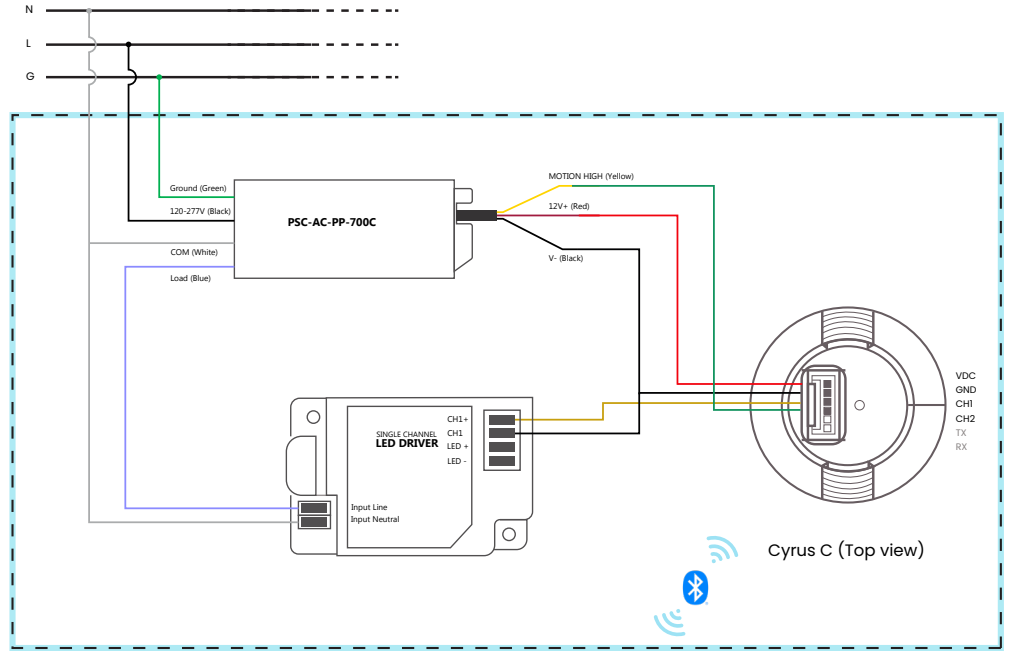 N
L
G
Ground (Green)
120-277V (Black)
COM (White)
Load (Blue)
PSC-AC-PP-700C
MOTION HIGH (Yellow)
12V+ (Red)
V- (Black)
SINGLE CHANNEL
LED DRIVER
CH1+
CH1
LED +
LED -
Input Line
Input Neutral
VDC
GND
CH1
CH2
TX
RX
Cyrus C (Top view)